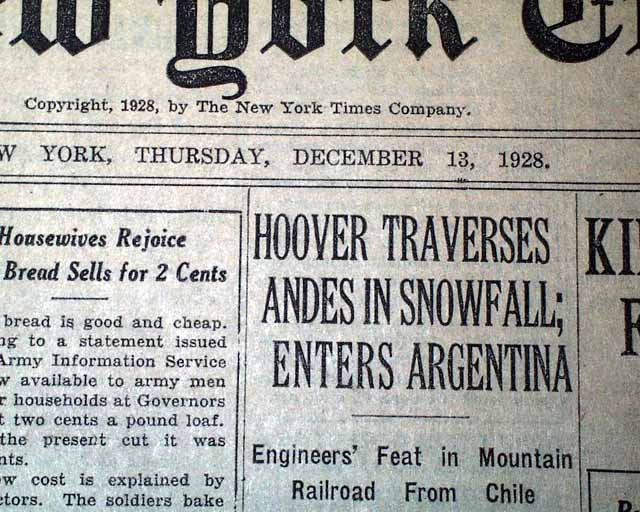 York
Copyright, 1928, by The New York Times Company.
YORK, THURSDAY, DECEMBER 13, 1928.
Housewives Rejoice
Bread Sells for 2 Cents
bread is good and cheap.
to a statement issued
Army Information Service
available to army men
households at Governors
two cents a pound loaf.
the present cut it was
cost is explained by
The soldiers bake
HOOVER TRAVERSES
ANDES IN SNOWFALL;
ENTERS ARGENTINA
Engineers' Feat in Mountain
Railroad From Chile